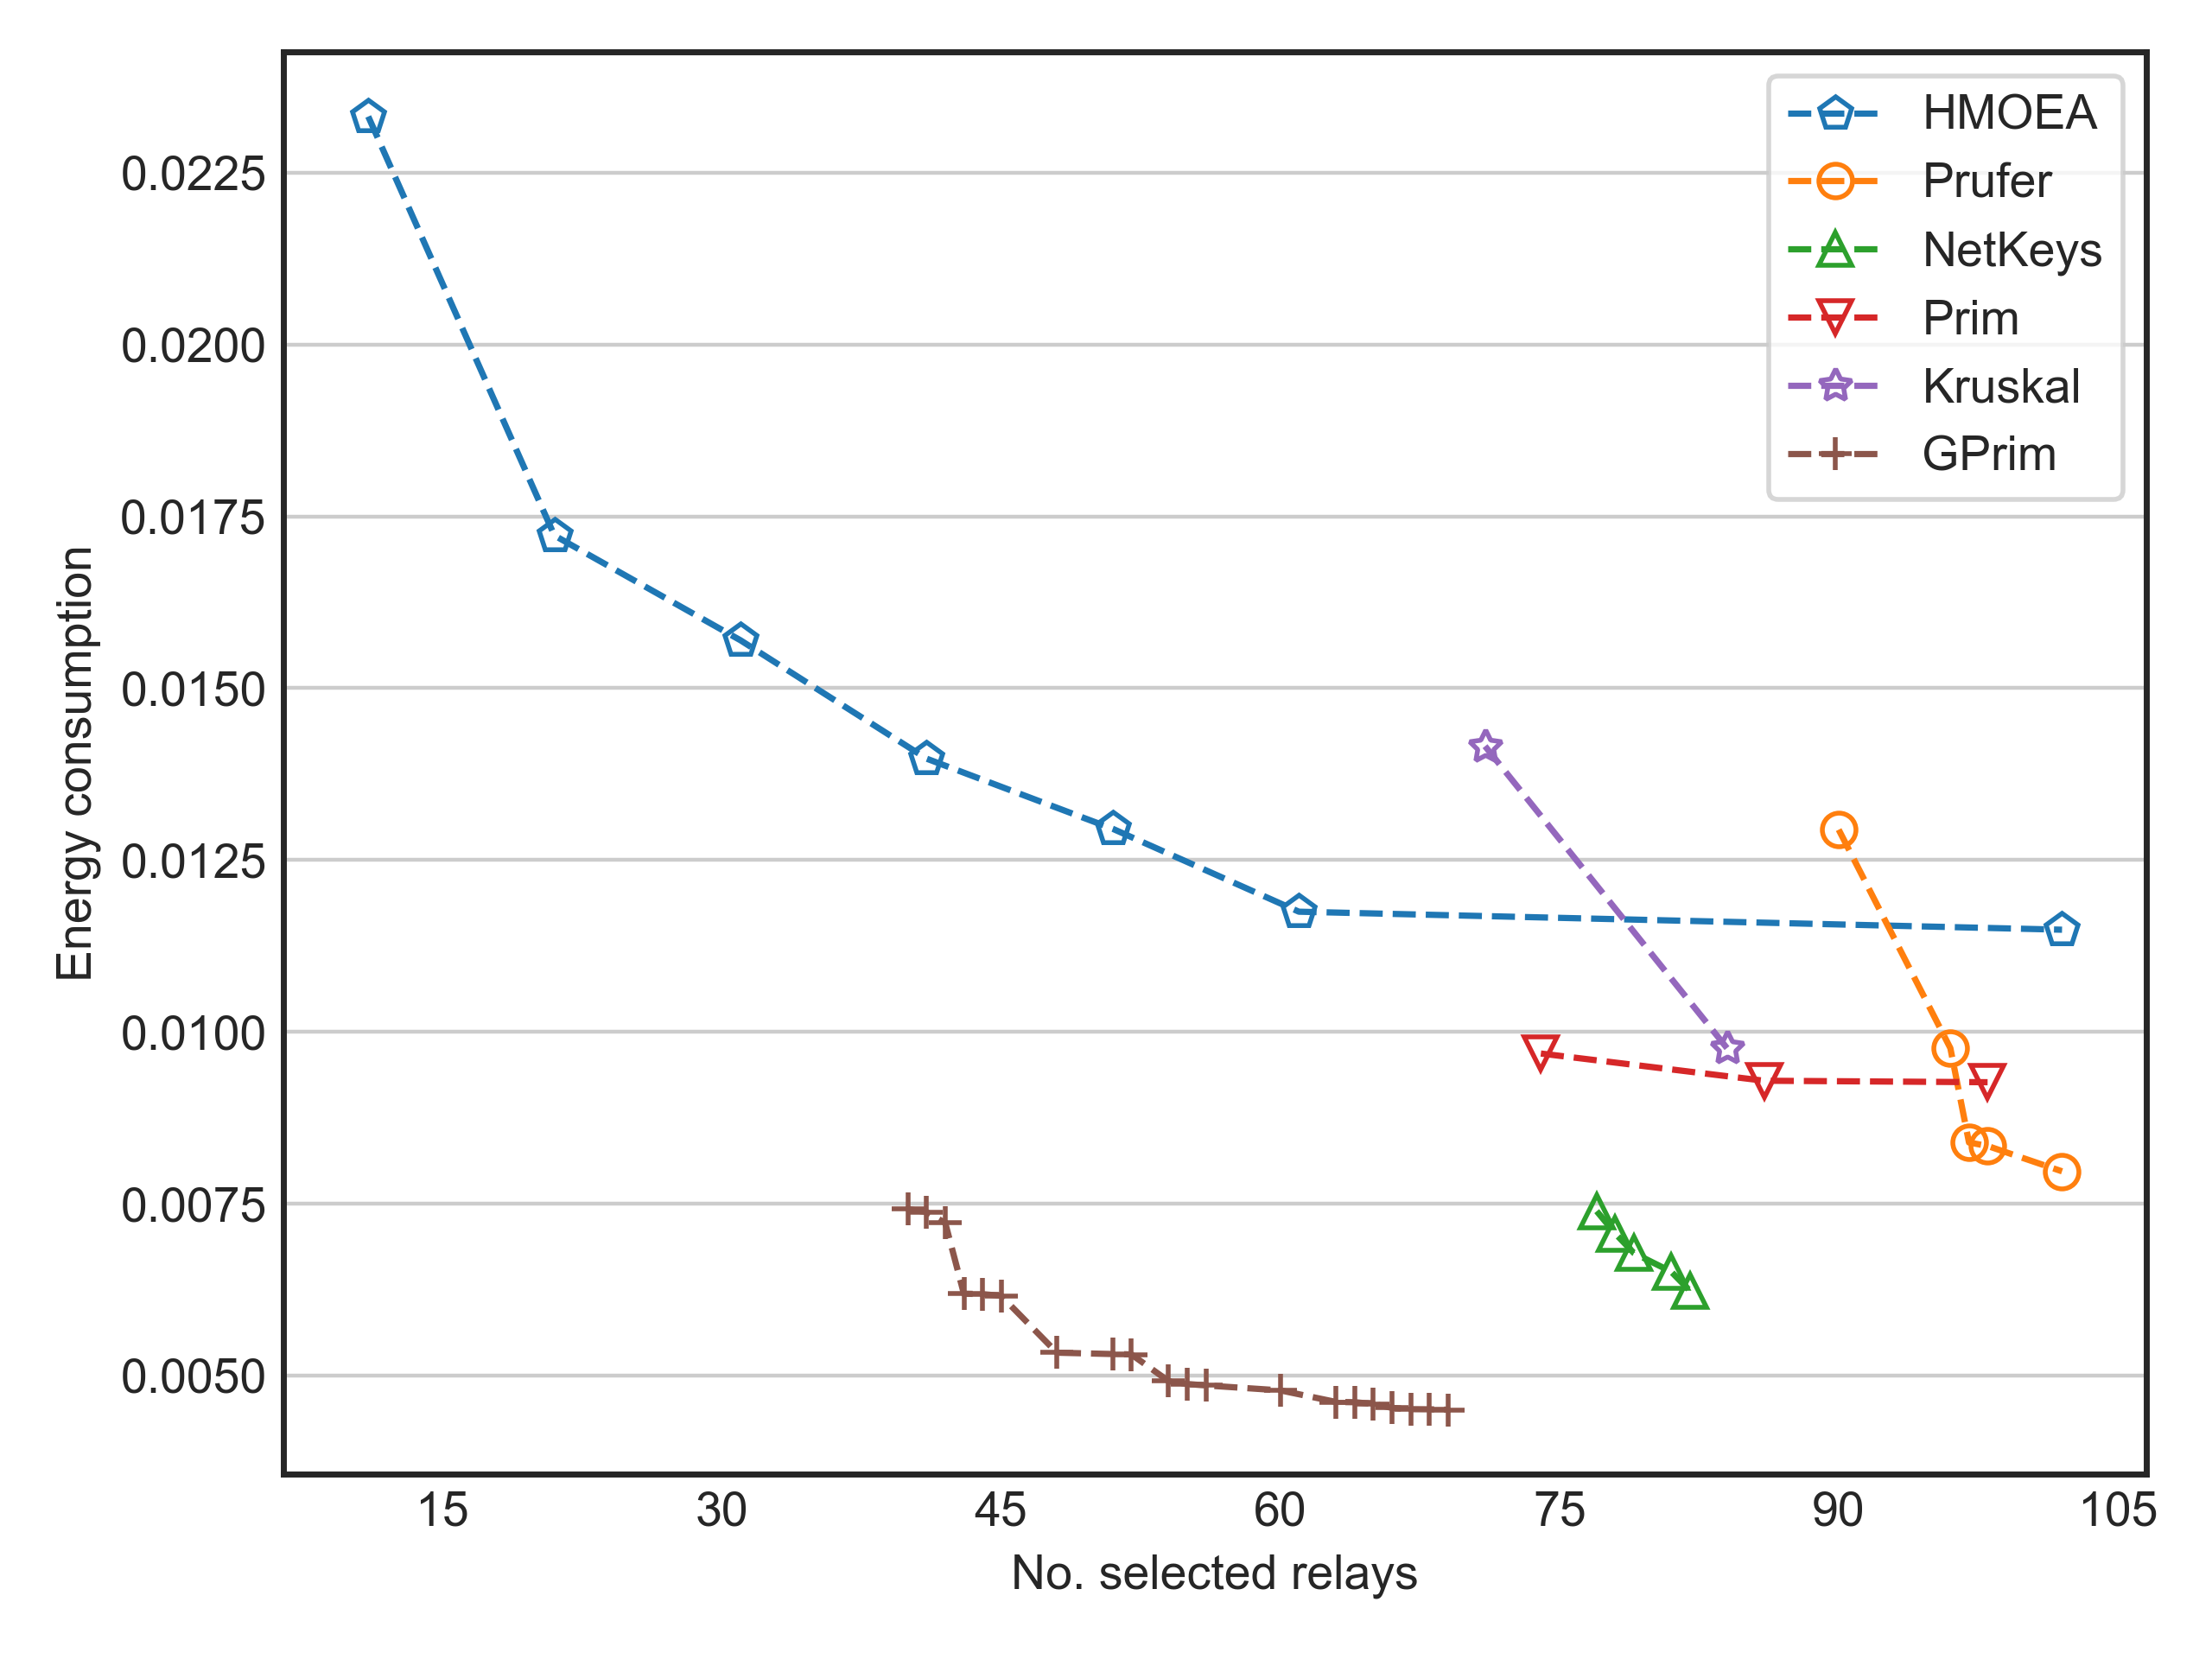 HMOEA
Prufer
NetKeys
Prim
Kruskal
GPrim
Energy consumption
0.0225
0.0200
0.0175
0.0150
0.0125
0.0100
0.0075
0.0050
15 30 45 60 75 90 105
No. selected relays